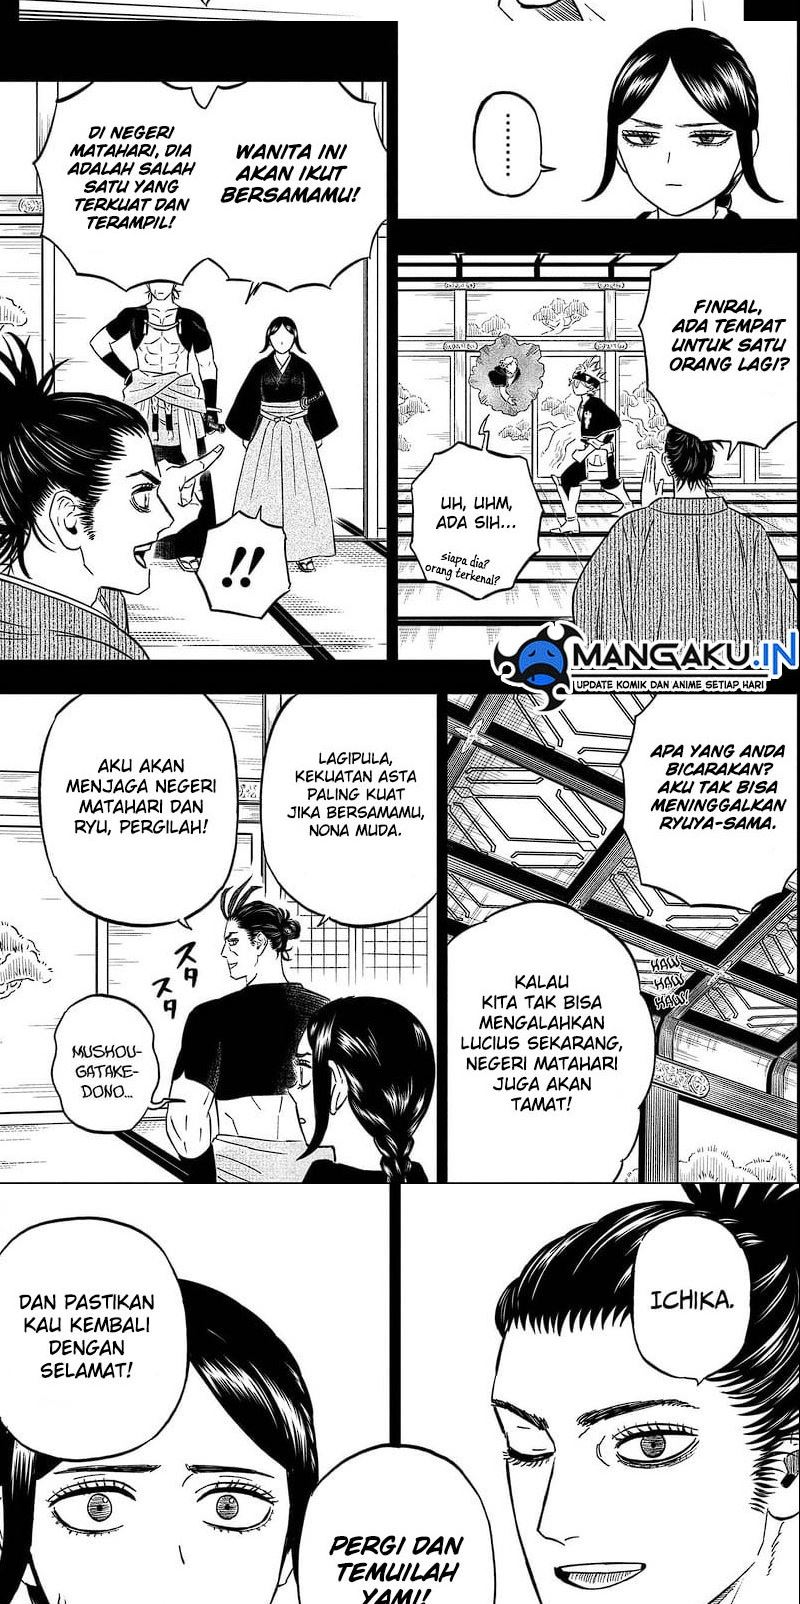 .........
WANITA INI
AKAN IKUT
BERSAMAMU!
DI NEGERI
MATAHARI, DIA
ADALAH SALAH
SATU YANG
TERKUAT DAN
TERAMPIL!
!!
FINRAL,
ADA TEMPAT
UNTUK SATU
ORANG LAGI?
UH, UHM,
ADA SIH...
siapa dia?
orang terkenal?
MANGAKU.IN
UPDATE KOMIK DAN ANIME SETIAP HARI
APA YANG ANDA
BICARAKAN?
AKU TAK BISA
MENINGGALKAN
RYUYA-SAMA.
HAW
HAW
HAW!
KALAU
KITA TAK BISA
MENGALAHKAN
LUCIUS SEKARANG,
NEGERI MATAHARI
JUGA AKAN
TAMAT!
LAGIPULA,
KEKUATAN ASTA
PALING KUAT
JIKA BERSAMAMU,
NONA MUDA.
AKU AKAN
MENJAGA NEGERI
MATAHARI DAN
RYU, PERGILAH!
スタ
スタ
MUSHOU-
GATAKE-
DONO...
ICHIKA.
PERGI DAN
TEMUILAH
YAMI!
DAN PASTIKAN
KAU KEMBALI
DENGAN
SELAMAT!